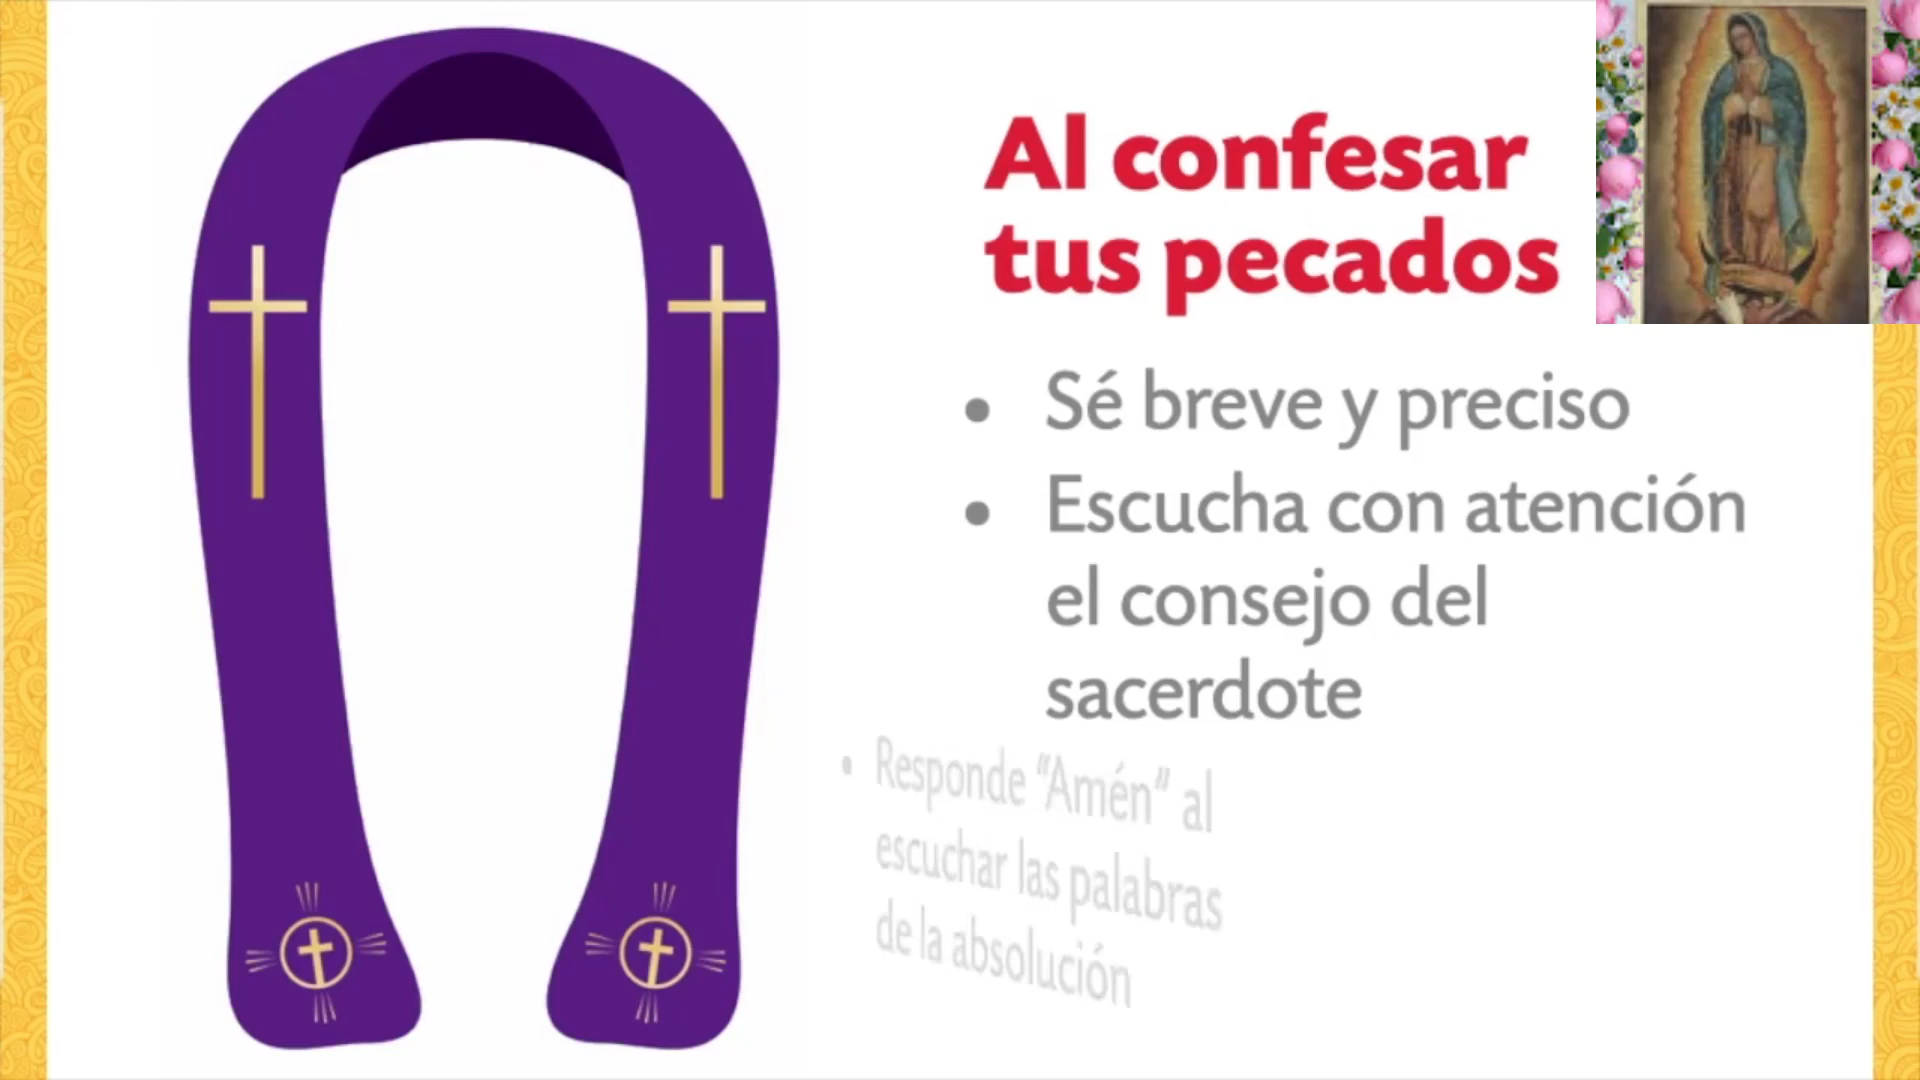 Al confesar
tus pecados
• Sé breve y preciso
• Escucha con atención
el consejo del
sacerdote
• Responde “Amén” al
escuchar las palabras
de la absolución